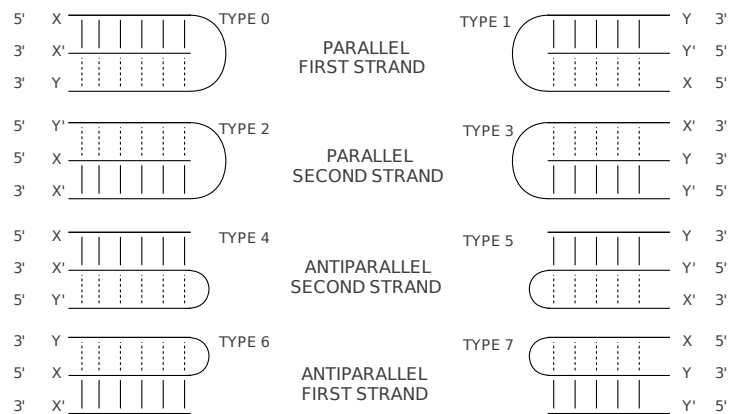 5' X TYPE 0 TYPE 1 Y 3'
3' X' PARALLEL Y' 5'
FIRST STRAND
3' Y X 5'
5' Y' TYPE 2 TYPE 3 X' 3'
5' X PARALLEL Y 3'
SECOND STRAND
3' X' Y' 5'
5' X TYPE 4 TYPE 5 Y 3'
3' X' ANTIPARALLEL Y' 5'
SECOND STRAND
5' Y' X' 3'
3' Y TYPE 6 TYPE 7 X 5'
5' X ANTIPARALLEL Y 3'
FIRST STRAND
3' X' Y' 5'